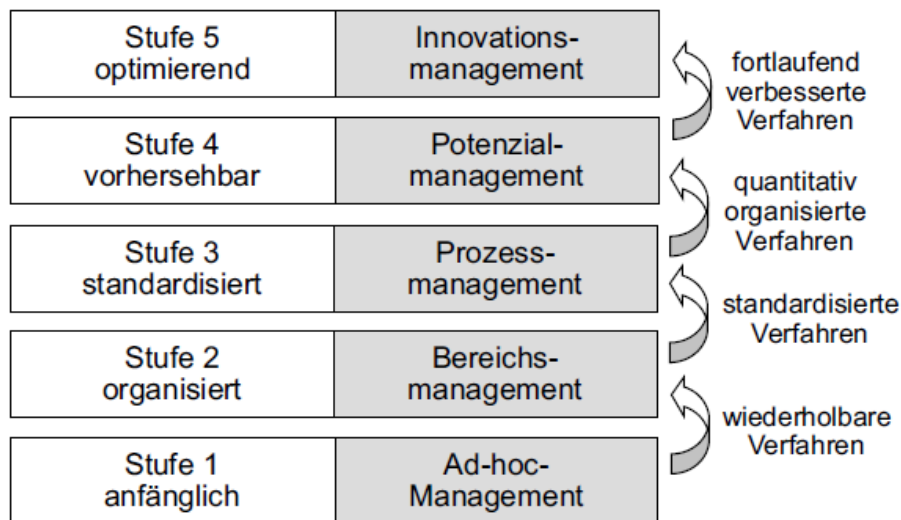 Stufe 5
optimierend
Innovations-
management
fortlaufend
verbesserte
Verfahren
Stufe 4
vorhersehbar
Potenzial-
management
quantitativ
organisierte
Verfahren
Stufe 3
standardisiert
Prozess-
management
standardisierte
Verfahren
Stufe 2
organisiert
Bereichs-
management
wiederholbare
Verfahren
Stufe 1
anfänglich
Ad-hoc-
Management